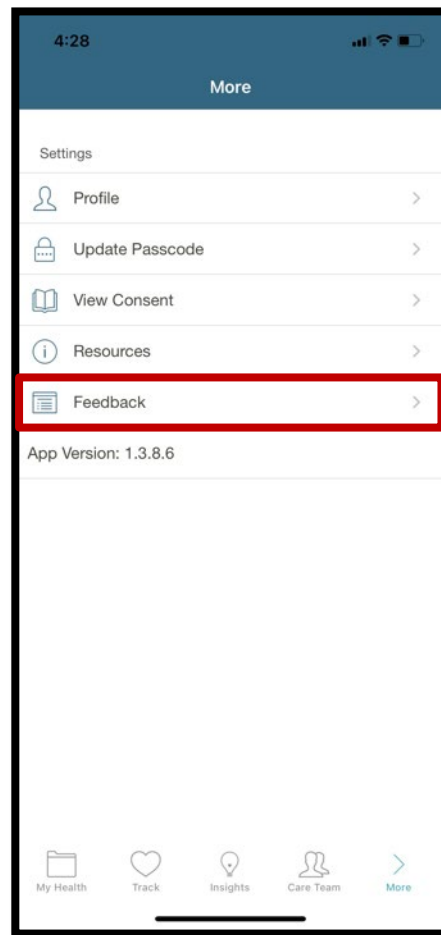 4:28
More
Settings
Profile
Update Passcode
View Consent
Resources
Feedback
App Version: 1.3.8.6
My Health Track Insights Care Team More